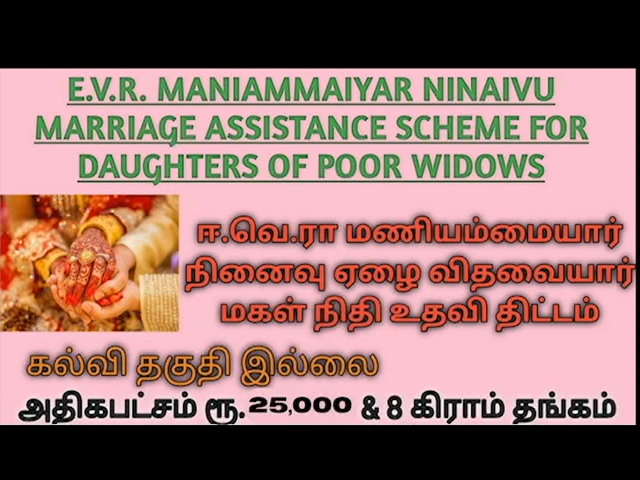 E.V.R. MANIAMMAIYAR NINAIVU
MARRIAGE ASSISTANCE SCHEME FOR
DAUGHTERS OF POOR WIDOWS
ஈ.வெ.ரா மணியம்மையார்
நினைவு ஏழை விதவையார்
மகள் நிதி உதவி திட்டம்
கல்வி தகுதி இல்லை
அதிகபட்சம் ரூ.25,000 & 8 கிராம் தங்கம்